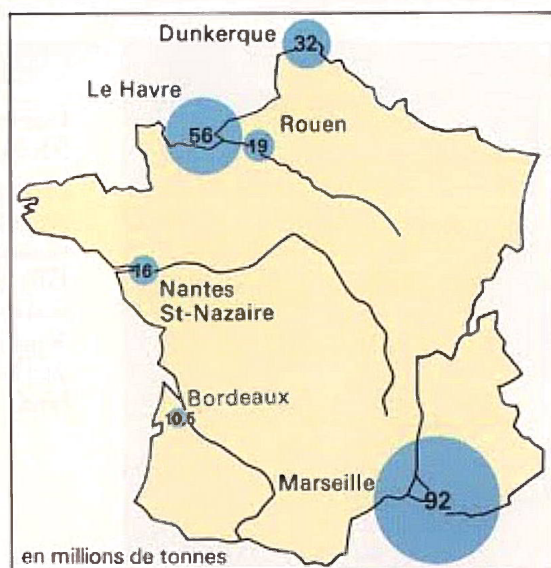 Dunkerque
32
Le Havre
56
Rouen
19
16
Nantes
St-Nazaire
Bordeaux
10,5
Marseille
92
en millions de tonnes